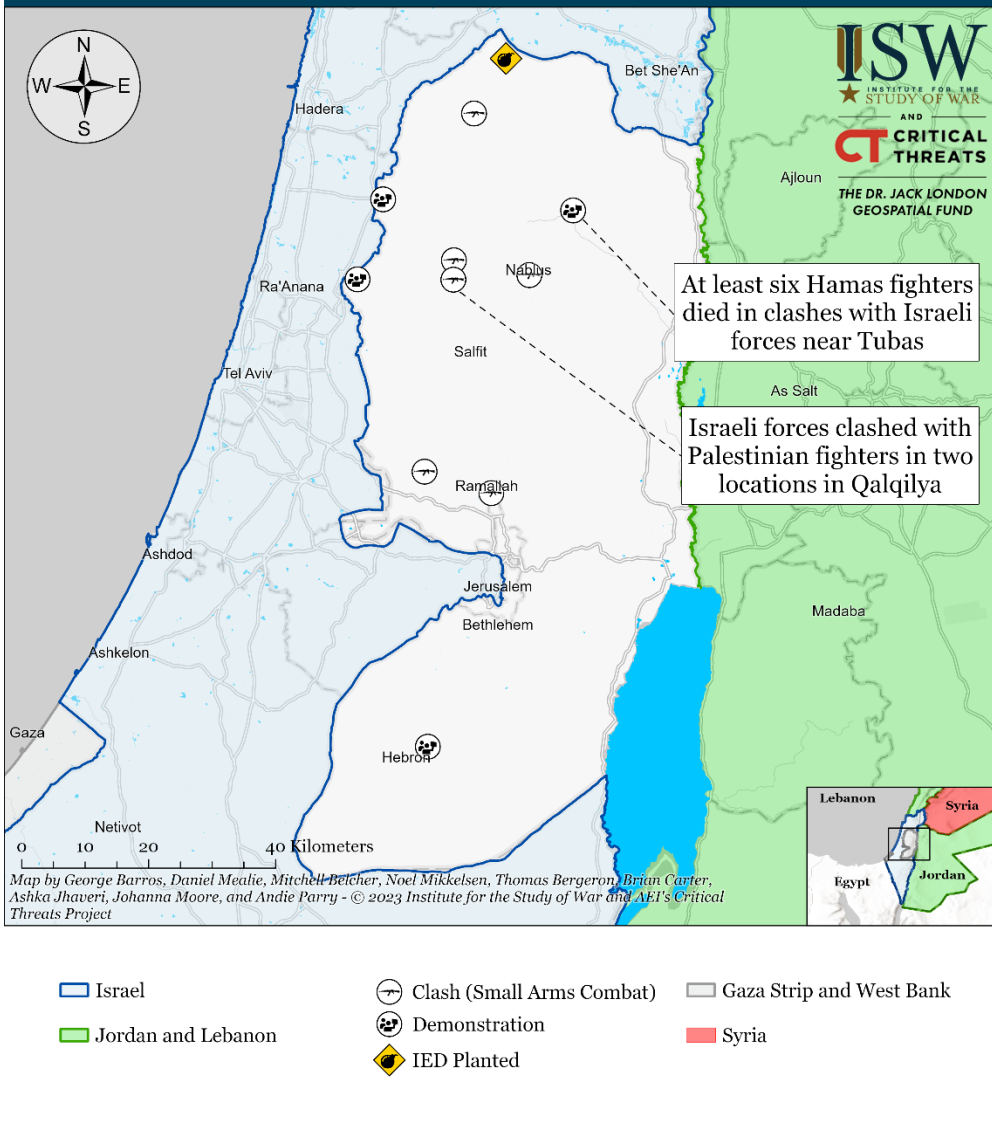 N
W
E
S
ISW
INSTITUTE FOR THE
STUDY OF WAR
AND
CT CRITICAL
THREATS
THE DR. JACK LONDON
GEOSPATIAL FUND
Bet She'An
Hadera
Ajloun
Nablus
Ra'Anana
At least six Hamas fighters
died in clashes with Israeli
forces near Tubas
Salfit
Tel Aviv
As Salt
Israeli forces clashed with
Palestinian fighters in two
locations in Qalqilya
Ramallah
Ashdod
Jerusalem
Madaba
Bethlehem
Ashkelon
Gaza
Hebron
Netivot
Lebanon
Syria
Egypt
Jordan
0 10 20 40 Kilometers
Map by George Barros, Daniel Mealie, Mitchell Belcher, Noel Mikkelsen, Thomas Bergeron, Brian Carter,
Ashka Jhaveri, Johanna Moore, and Andie Parry - © 2023 Institute for the Study of War and AEI's Critical
Threats Project
Israel
Clash (Small Arms Combat)
Gaza Strip and West Bank
Jordan and Lebanon
Demonstration
Syria
IED Planted